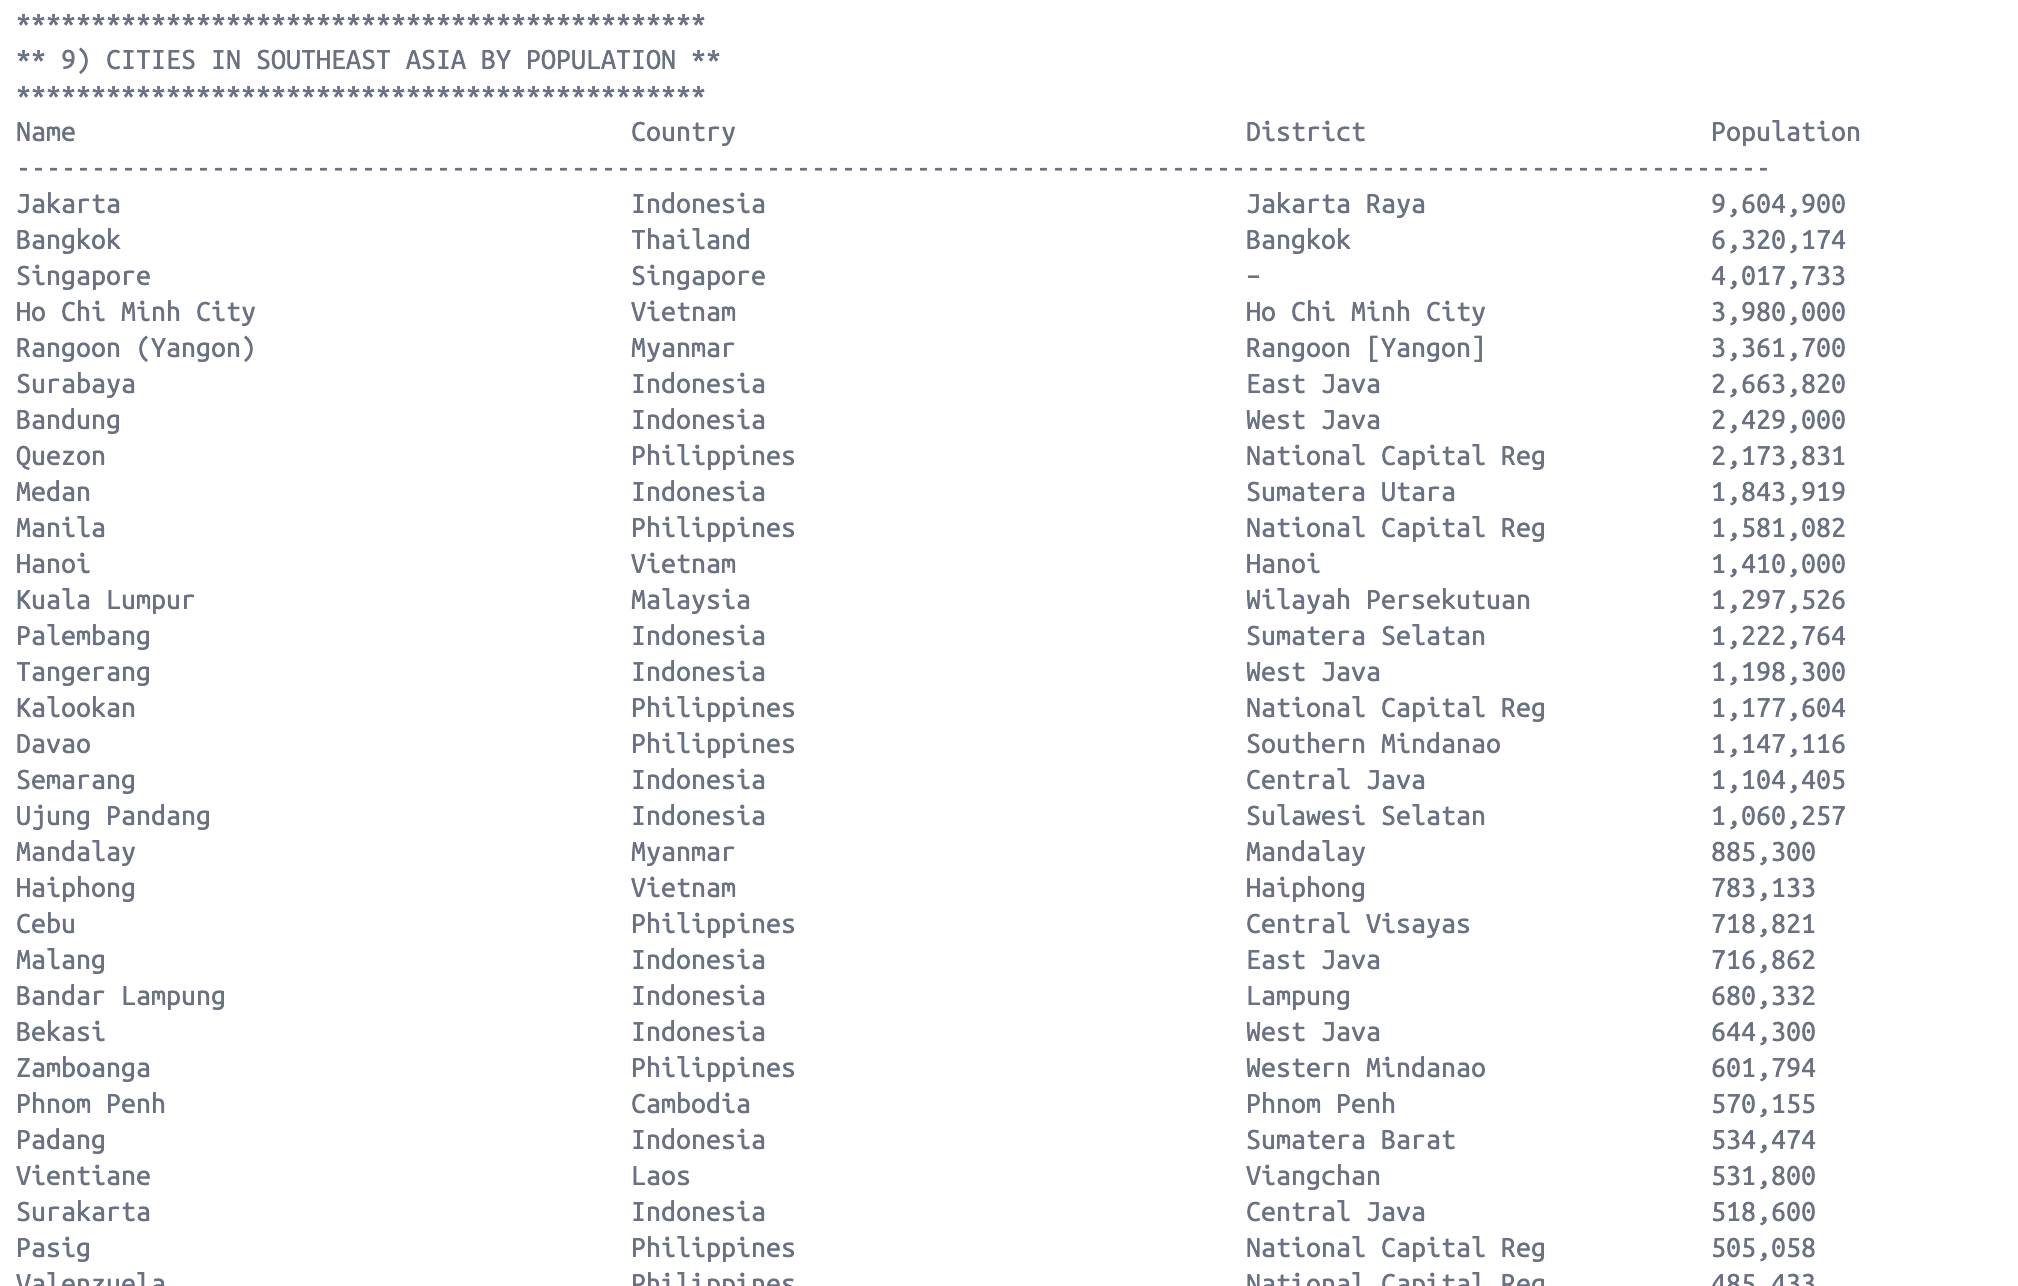 **********************************************
** 9) CITIES IN SOUTHEAST ASIA BY POPULATION **
**********************************************
Name Country District Population
---------------------------------------------------------------------------------------------------------------------
Jakarta Indonesia Jakarta Raya 9,604,900
Bangkok Thailand Bangkok 6,320,174
Singapore Singapore – 4,017,733
Ho Chi Minh City Vietnam Ho Chi Minh City 3,980,000
Rangoon (Yangon) Myanmar Rangoon [Yangon] 3,361,700
Surabaya Indonesia East Java 2,663,820
Bandung Indonesia West Java 2,429,000
Quezon Philippines National Capital Reg 2,173,831
Medan Indonesia Sumatera Utara 1,843,919
Manila Philippines National Capital Reg 1,581,082
Hanoi Vietnam Hanoi 1,410,000
Kuala Lumpur Malaysia Wilayah Persekutuan 1,297,526
Palembang Indonesia Sumatera Selatan 1,222,764
Tangerang Indonesia West Java 1,198,300
Kalookan Philippines National Capital Reg 1,177,604
Davao Philippines Southern Mindanao 1,147,116
Semarang Indonesia Central Java 1,104,405
Ujung Pandang Indonesia Sulawesi Selatan 1,060,257
Mandalay Myanmar Mandalay 885,300
Haiphong Vietnam Haiphong 783,133
Cebu Philippines Central Visayas 718,821
Malang Indonesia East Java 716,862
Bandar Lampung Indonesia Lampung 680,332
Bekasi Indonesia West Java 644,300
Zamboanga Philippines Western Mindanao 601,794
Phnom Penh Cambodia Phnom Penh 570,155
Padang Indonesia Sumatera Barat 534,474
Vientiane Laos Viangchan 531,800
Surakarta Indonesia Central Java 518,600
Pasig Philippines National Capital Reg 505,058
Valenzuela Philippines National Capital Reg 485,433